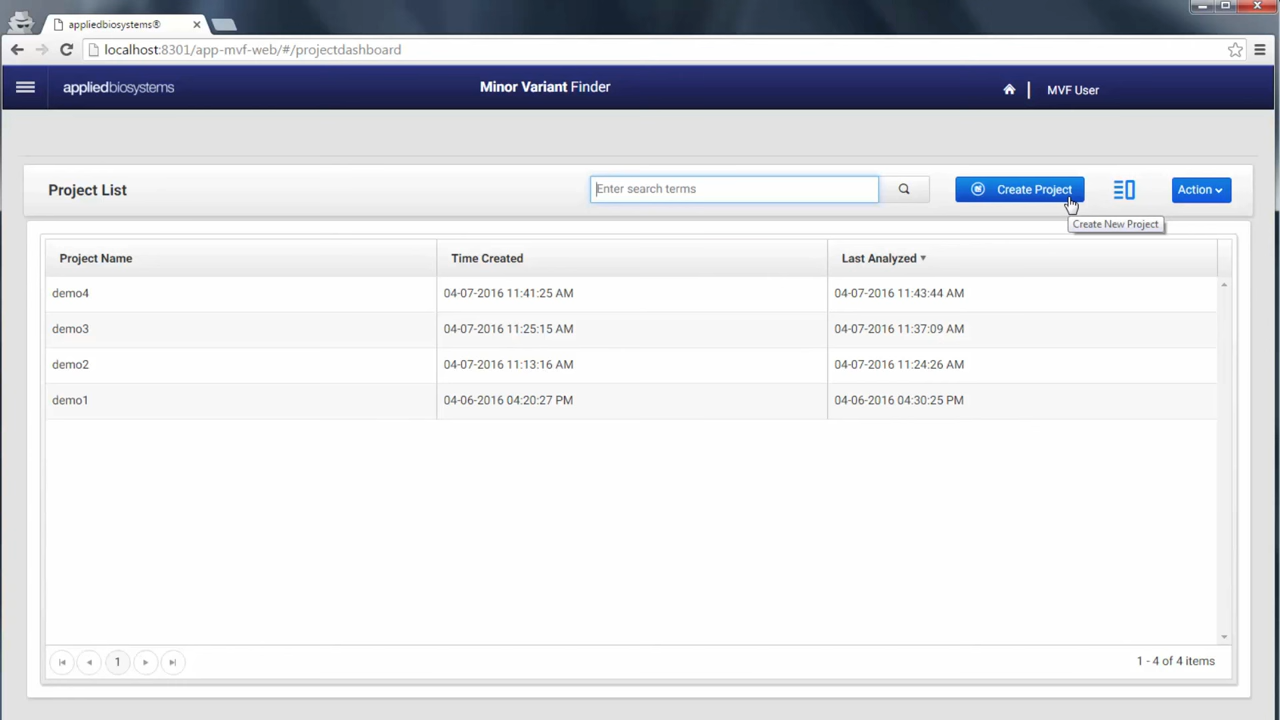 appliedbiosystems®
localhost:8301/app-mvf-web/#/projectdashboard
appliedbiosystems
Minor Variant Finder
MVF User
Project List
Enter search terms
Create Project
Action
Create New Project
Project Name Time Created Last Analyzed
demo4 04-07-2016 11:41:25 AM 04-07-2016 11:43:44 AM
demo3 04-07-2016 11:25:15 AM 04-07-2016 11:37:09 AM
demo2 04-07-2016 11:13:16 AM 04-07-2016 11:24:26 AM
demo1 04-06-2016 04:20:27 PM 04-06-2016 04:30:25 PM
1
1 - 4 of 4 items